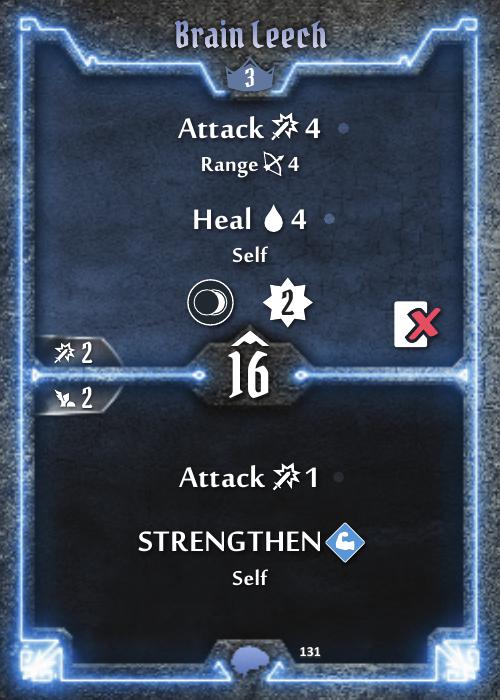 Brain Leech
3
Attack 4
Range 4
Heal 4
Self
2
2
16
2
Attack 1
STRENGTHEN
Self
131